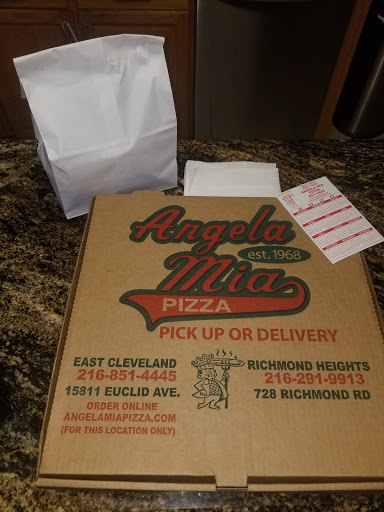 Angela
est. 1968
Mia
PIZZA
PICK UP OR DELIVERY
EAST CLEVELAND
216-851-4445
15811 EUCLID AVE.
ORDER ONLINE
ANGELAMIAPIZZA.COM
(FOR THIS LOCATION ONLY)
RICHMOND HEIGHTS
216-291-9913
728 RICHMOND RD